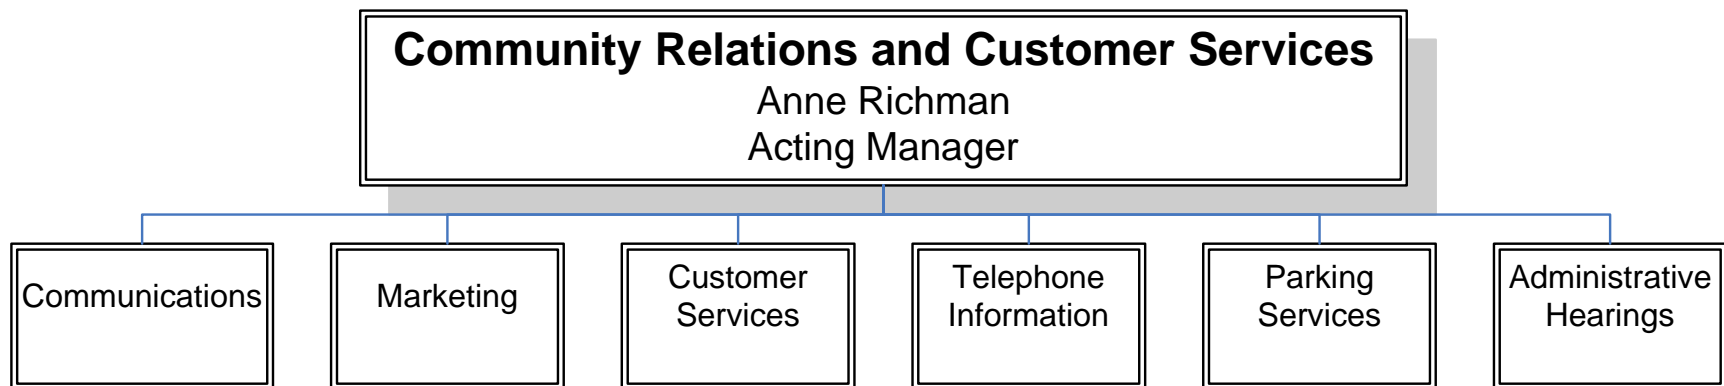 Community Relations and Customer Services
Anne Richman
Acting Manager
Communications
Marketing
Customer
Services
Telephone
Information
Parking
Services
Administrative
Hearings